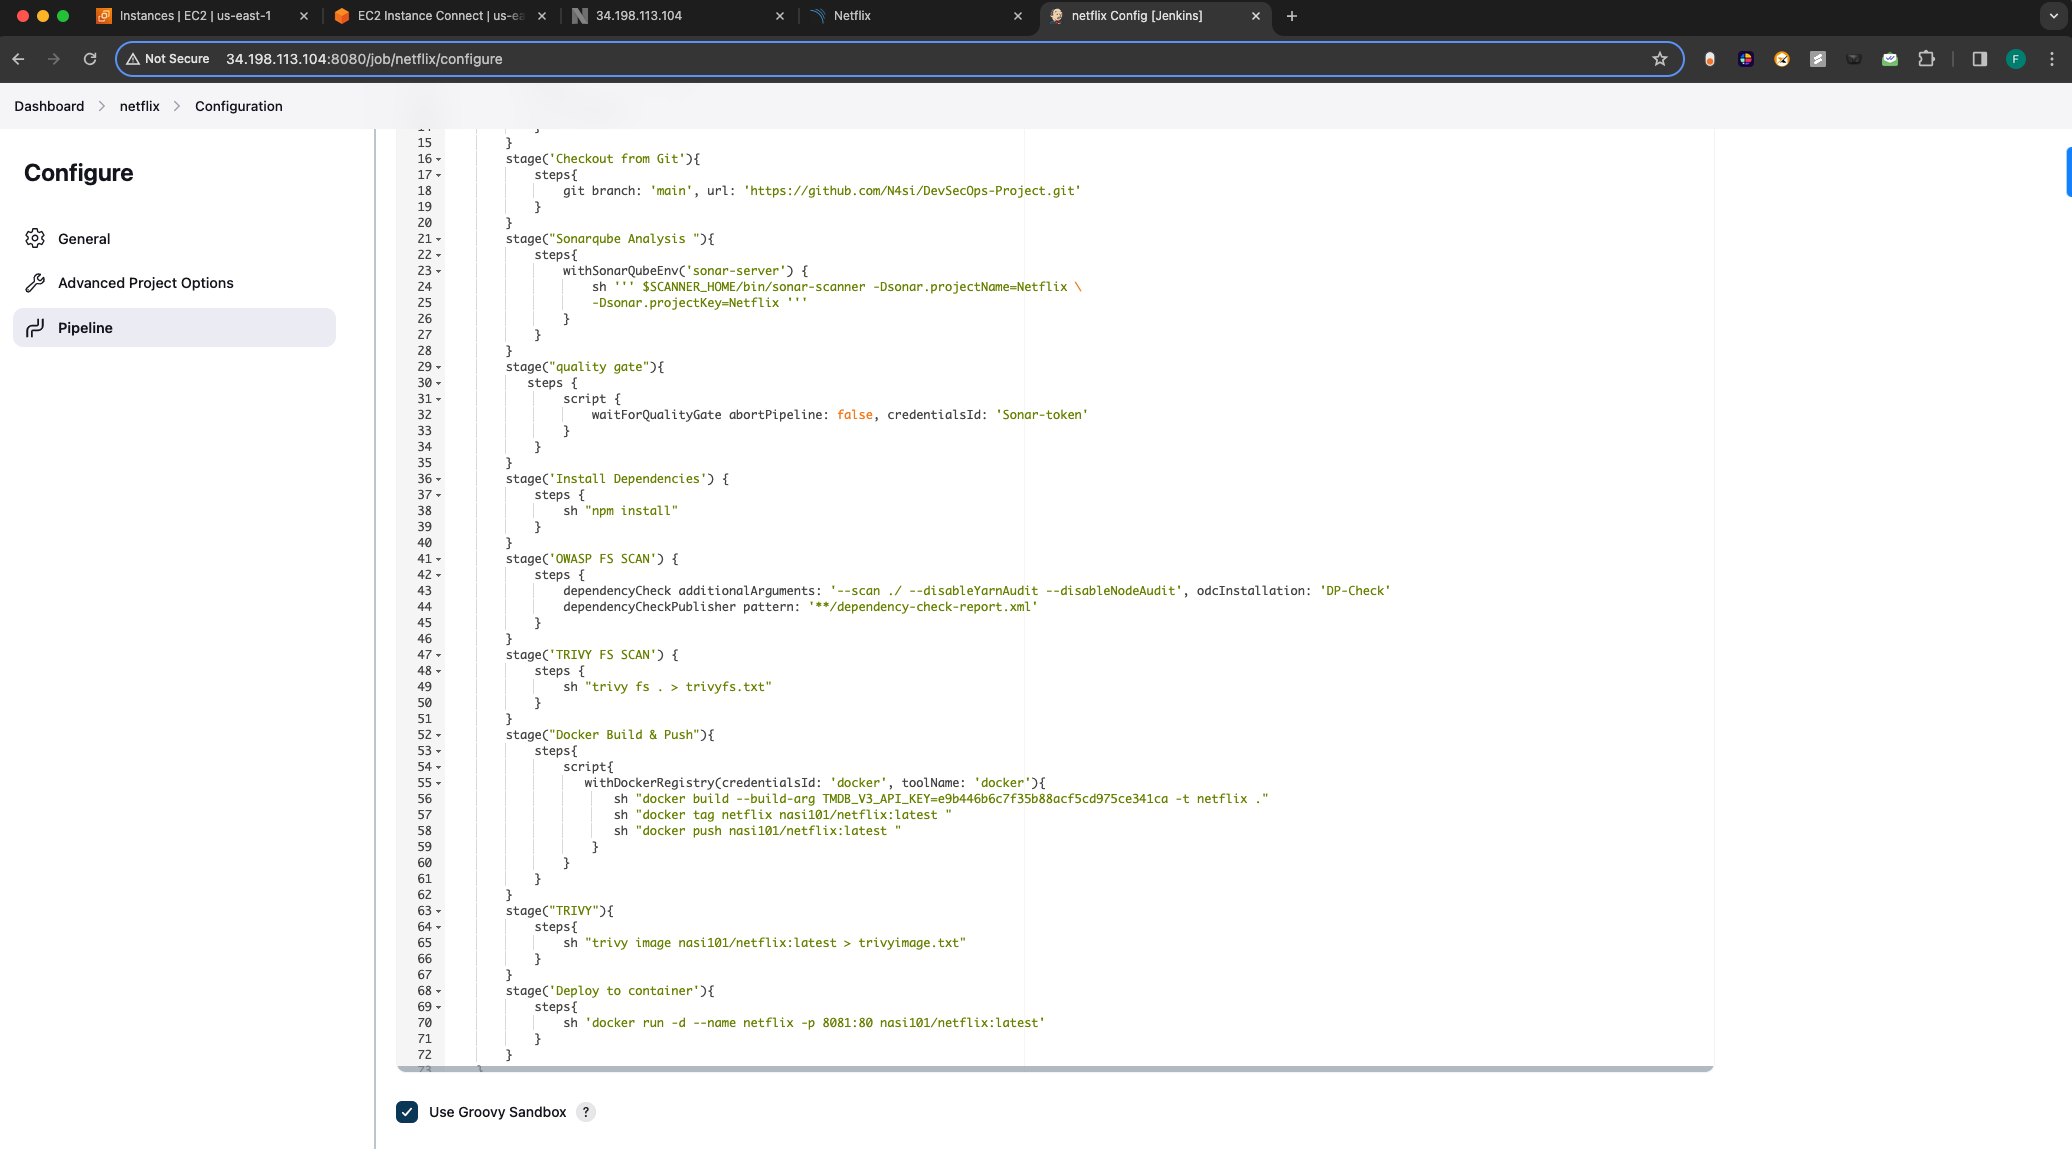 Instances | EC2 | us-east-1
EC2 Instance Connect | us-ea
34.198.113.104
Netflix
netflix Config [Jenkins]
Not Secure 34.198.113.104:8080/job/netflix/configure
F
Dashboard > netflix > Configuration
Configure
General
Advanced Project Options
Pipeline
14 }
15 }
16 stage('Checkout from Git'){
17 steps{
18 git branch: 'main', url: 'https://github.com/N4si/DevSecOps-Project.git'
19 }
20 }
21 stage("Sonarqube Analysis "){
22 steps{
23 withSonarQubeEnv('sonar-server') {
24 sh ''' $SCANNER_HOME/bin/sonar-scanner -Dsonar.projectName=Netflix \
25 -Dsonar.projectKey=Netflix '''
26 }
27 }
28 }
29 stage("quality gate"){
30 steps {
31 script {
32 waitForQualityGate abortPipeline: false, credentialsId: 'Sonar-token'
33 }
34 }
35 }
36 stage('Install Dependencies') {
37 steps {
38 sh "npm install"
39 }
40 }
41 stage('OWASP FS SCAN') {
42 steps {
43 dependencyCheck additionalArguments: '--scan ./ --disableYarnAudit --disableNodeAudit', odcInstallation: 'DP-Check'
44 dependencyCheckPublisher pattern: '**/dependency-check-report.xml'
45 }
46 }
47 stage('TRIVY FS SCAN') {
48 steps {
49 sh "trivy fs . > trivyfs.txt"
50 }
51 }
52 stage("Docker Build & Push"){
53 steps{
54 script{
55 withDockerRegistry(credentialsId: 'docker', toolName: 'docker'){
56 sh "docker build --build-arg TMDB_V3_API_KEY=e9b446b6c7f35b88acf5cd975ce341ca -t netflix ."
57 sh "docker tag netflix nasi101/netflix:latest "
58 sh "docker push nasi101/netflix:latest "
59 }
60 }
61 }
62 }
63 stage("TRIVY"){
64 steps{
65 sh "trivy image nasi101/netflix:latest > trivyimage.txt"
66 }
67 }
68 stage('Deploy to container'){
69 steps{
70 sh 'docker run -d --name netflix -p 8081:80 nasi101/netflix:latest'
71 }
72 }
73 }
Use Groovy Sandbox ?